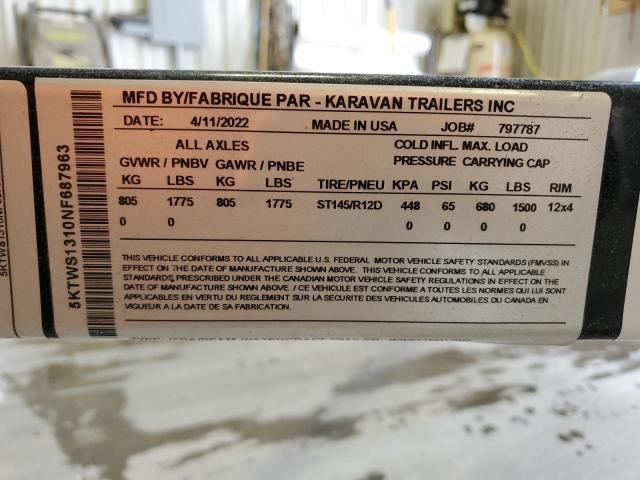 MFD BY/FABRIQUE PAR - KARAVAN TRAILERS INC
DATE: 4/11/2022 MADE IN USA JOB# 797787
ALL AXLES COLD INFL. MAX. LOAD
GVWR / PNBV GAWR / PNBE PRESSURE CARRYING CAP
KG LBS KG LBS TIRE/PNEU KPA PSI KG LBS RIM
805 1775 805 1775 ST145/R12D 448 65 680 1500 12x4
0 0 0 0 0 0
THIS VEHICLE CONFORMS TO ALL APPLICABLE U.S. FEDERAL MOTOR VEHICLE SAFETY STANDARDS (FMVSS) IN
EFFECT ON THE DATE OF MANUFACTURE SHOWN ABOVE. THIS VEHICLE CONFORMS TO ALL APPLICABLE
STANDARDS PRESCRIBED UNDER THE CANADIAN MOTOR VEHICLE SAFETY REGULATIONS IN EFFECT ON THE
DATE OF MANUFACTURE SHOWN ABOVE. / CE VEHICULE EST CONFORME A TOUTES LES NORMES QUI LUI SONT
APPLICABLES EN VERTU DU REGLEMENT SUR LA SECURITE DES VEHICULES AUTOMOBILES DU CANADA EN
VIGUEUR A LA DATE DE SA FABRICATION.
5KTWS1310NF687963